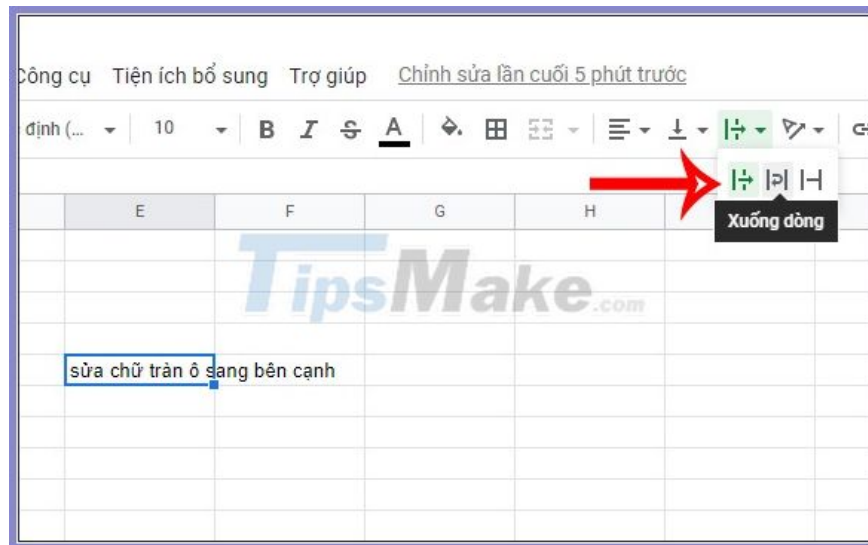 Công cụ Tiện ích bổ sung Trợ giúp Chỉnh sửa lần cuối 5 phút trước
định (... 10 B I S A
Xuống dòng
E F G H
TipsMake.com
sửa chữ tràn ô sang bên cạnh